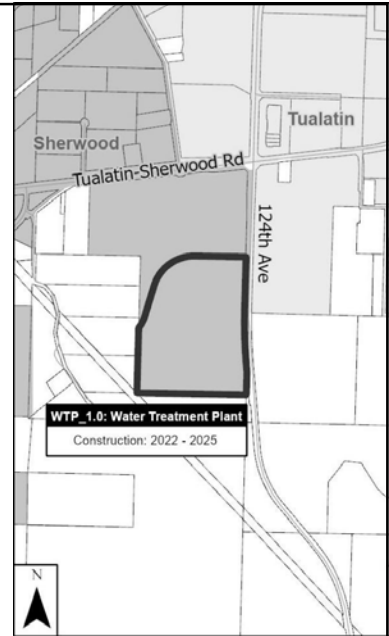 Tualatin
Sherwood
Tualatin-Sherwood Rd
124th Ave
WTP_1.0: Water Treatment Plant
Construction: 2022 - 2025
N